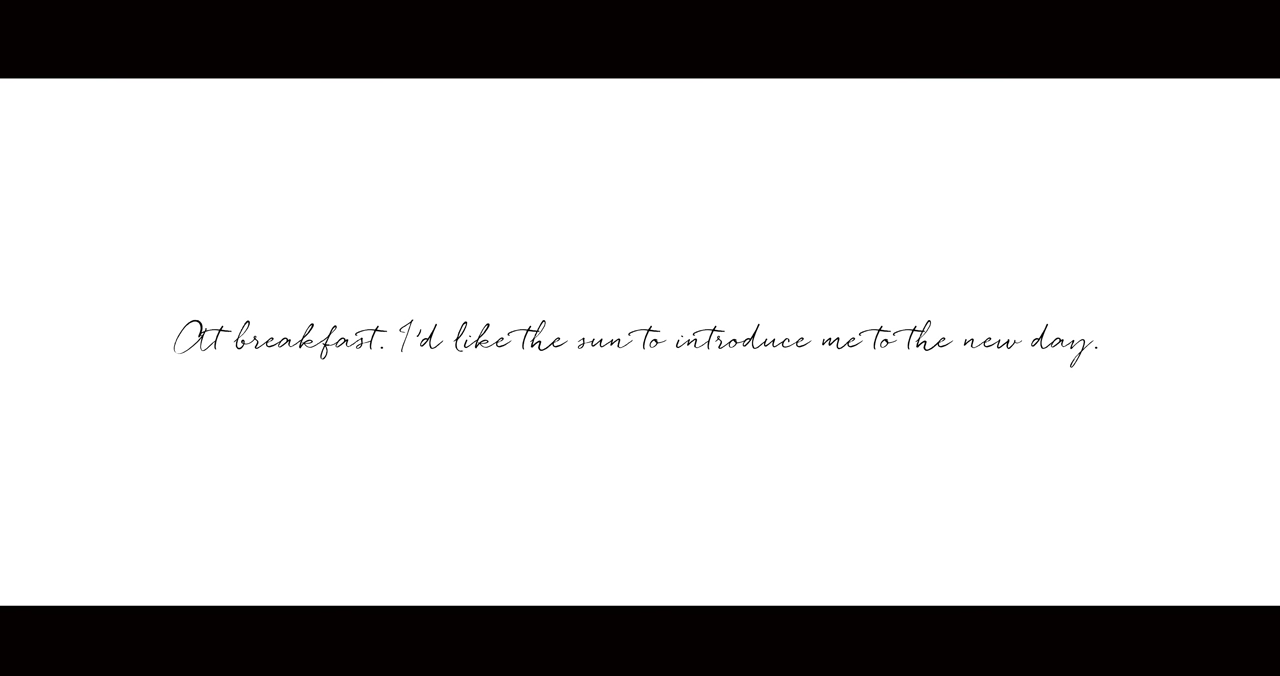 At breakfast. I'd like the sun to introduce me to the new day.